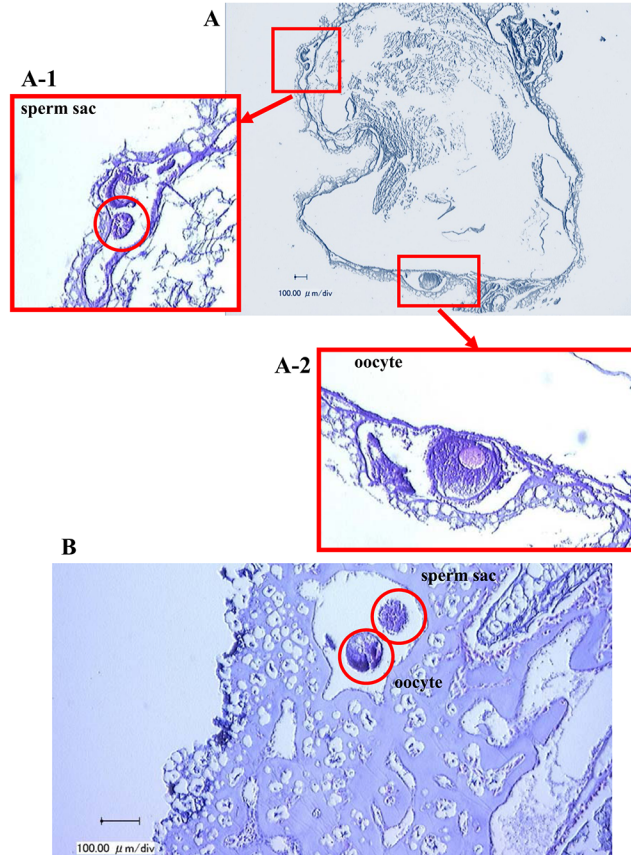 A
A-1
sperm sac
100.00 μm/div
A-2
oocyte
B
sperm sac
oocyte
100.00 μm/div